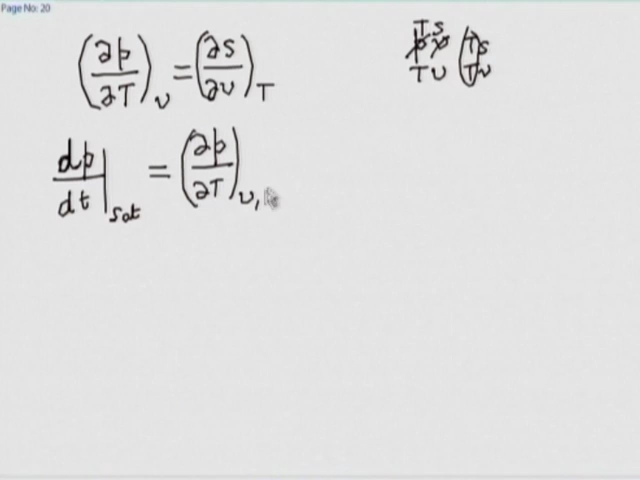 Page No: 20
(∂p/∂T)_v = (∂s/∂v)_T
T S
p v (T S
T v T v)
dp/dt|_sat = (∂p/∂T)_v,